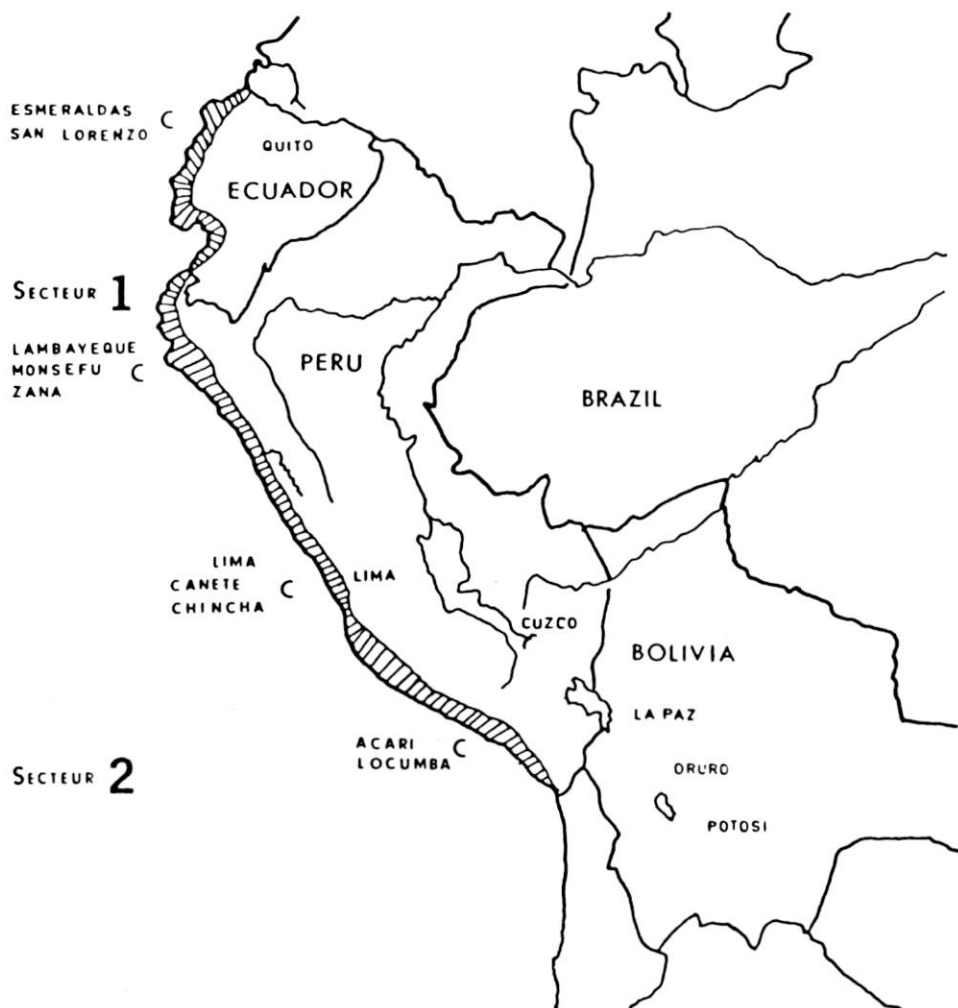 ESMERALDAS
SAN LORENZO C
QUITO
ECUADOR
SECTEUR 1
LAMBAYEQUE
MONSEFU C
ZANA
PERU
BRAZIL
LIMA
CANETE C
CHINCHA
LIMA
CUZCO
BOLIVIA
LA PAZ
ACARI C
LOCUMBA
SECTEUR 2
ORURO
POTOSI